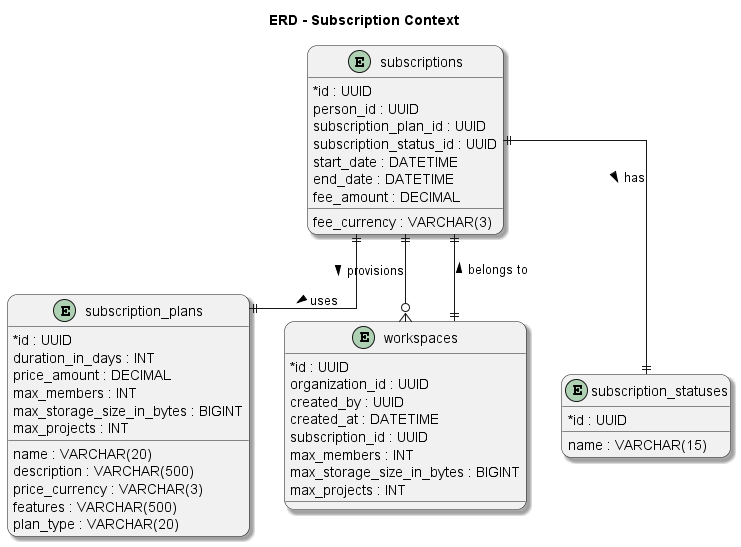 ERD - Subscription Context
E subscriptions
*id : UUID
person_id : UUID
subscription_plan_id : UUID
subscription_status_id : UUID
start_date : DATETIME
end_date : DATETIME
fee_amount : DECIMAL
fee_currency : VARCHAR(3)
has
provisions
belongs to
uses
E subscription_plans
*id : UUID
duration_in_days : INT
price_amount : DECIMAL
max_members : INT
max_storage_size_in_bytes : BIGINT
max_projects : INT
name : VARCHAR(20)
description : VARCHAR(500)
price_currency : VARCHAR(3)
features : VARCHAR(500)
plan_type : VARCHAR(20)
E workspaces
*id : UUID
organization_id : UUID
created_by : UUID
created_at : DATETIME
subscription_id : UUID
max_members : INT
max_storage_size_in_bytes : BIGINT
max_projects : INT
E subscription_statuses
*id : UUID
name : VARCHAR(15)